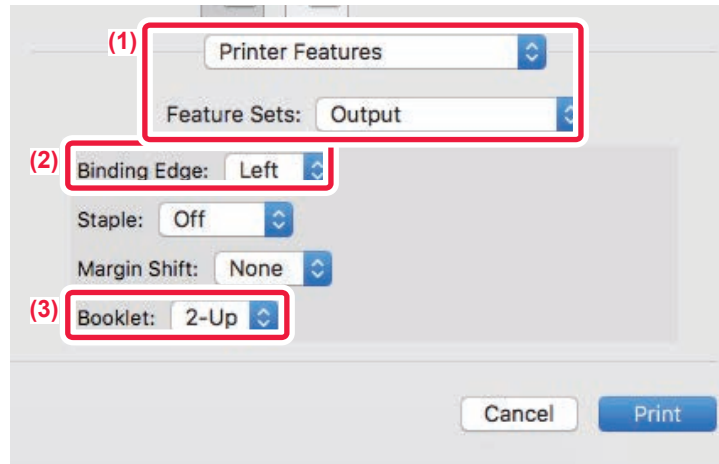 (1)
Printer Features
Feature Sets: Output
(2)
Binding Edge: Left
Staple: Off
Margin Shift: None
(3)
Booklet: 2-Up
Cancel Print